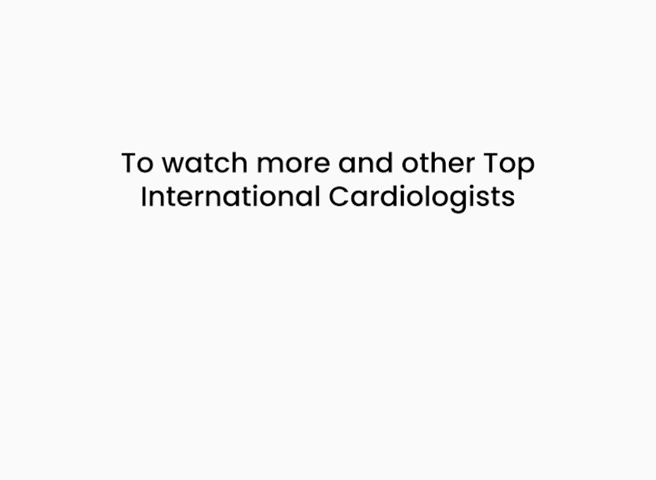 To watch more and other Top
International Cardiologists